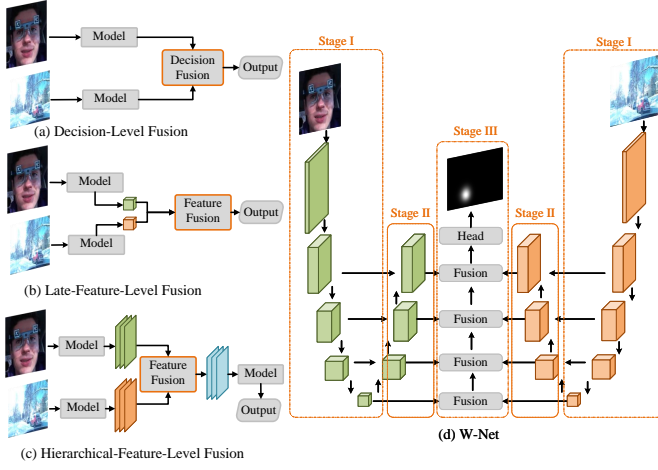 Model
Decision
Fusion
Output
Model
(a) Decision-Level Fusion
Model
Feature
Fusion
Output
Model
(b) Late-Feature-Level Fusion
Model
Feature
Fusion
Model
Model
Output
(c) Hierarchical-Feature-Level Fusion
Stage I
Stage I
Stage III
Stage II
Stage II
Head
Fusion
Fusion
Fusion
Fusion
(d) W-Net